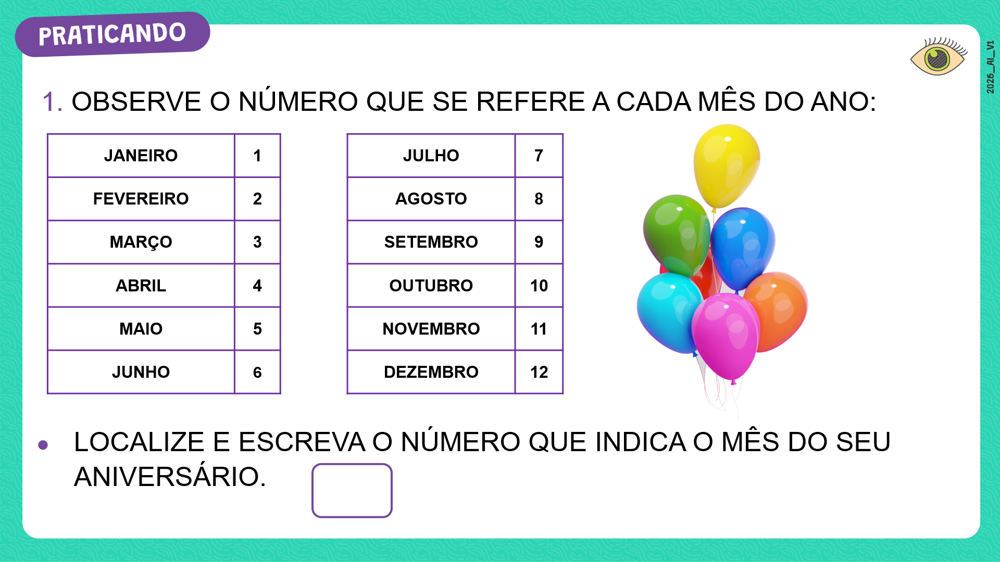 PRATICANDO
2026_AI_V1
1. OBSERVE O NÚMERO QUE SE REFERE A CADA MÊS DO ANO:
JANEIRO 1
FEVEREIRO 2
MARÇO 3
ABRIL 4
MAIO 5
JUNHO 6
JULHO 7
AGOSTO 8
SETEMBRO 9
OUTUBRO 10
NOVEMBRO 11
DEZEMBRO 12
• LOCALIZE E ESCREVA O NÚMERO QUE INDICA O MÊS DO SEU
ANIVERSÁRIO.